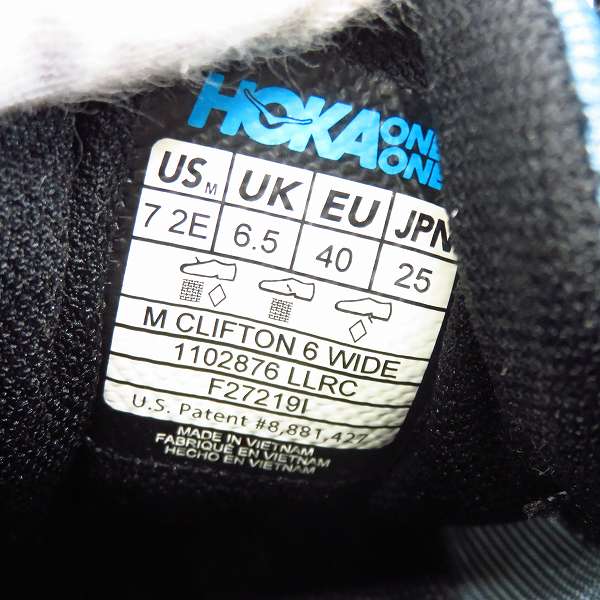 HOKA ONE ONE
US M UK EU JPN
7 2E 6.5 40 25
M CLIFTON 6 WIDE
1102876 LLRC
F27219I
U.S. Patent #8,881,427
MADE IN VIETNAM
FABRIQUÉ EN VIETNAM
HECHO EN VIETNAM